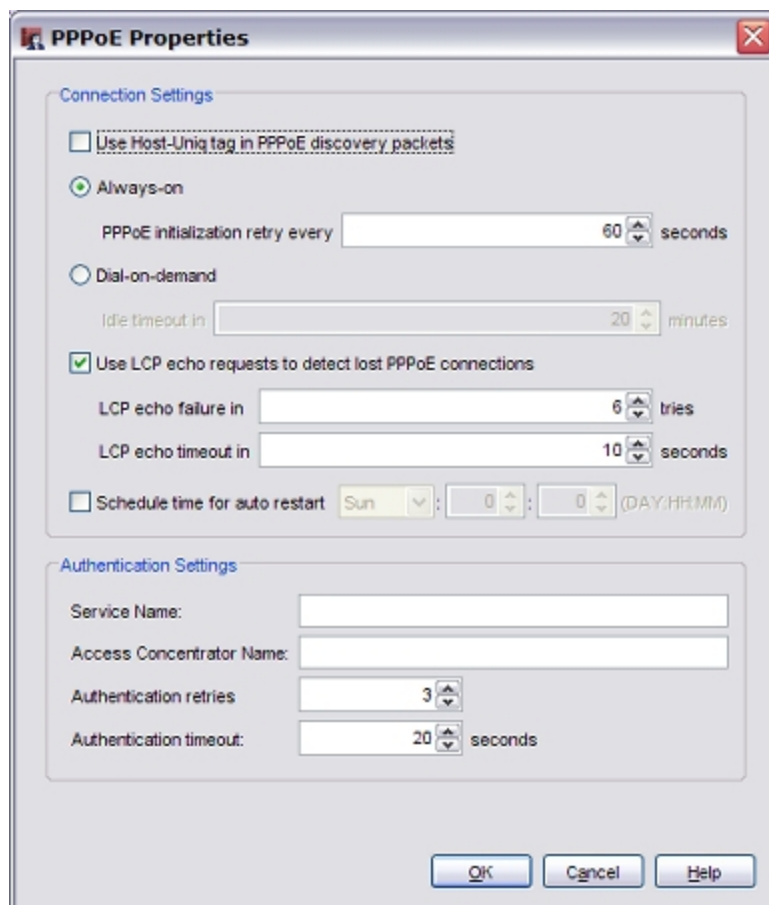 PPPoE Properties
Connection Settings
Use Host-Uniq tag in PPPoE discovery packets
Always-on
PPPoE initialization retry every 60 seconds
Dial-on-demand
Idle timeout in 20 minutes
Use LCP echo requests to detect lost PPPoE connections
LCP echo failure in 6 tries
LCP echo timeout in 10 seconds
Schedule time for auto restart Sun : 0 : 0 (DAY:HH:MM)
Authentication Settings
Service Name:
Access Concentrator Name:
Authentication retries 3
Authentication timeout: 20 seconds
OK Cancel Help